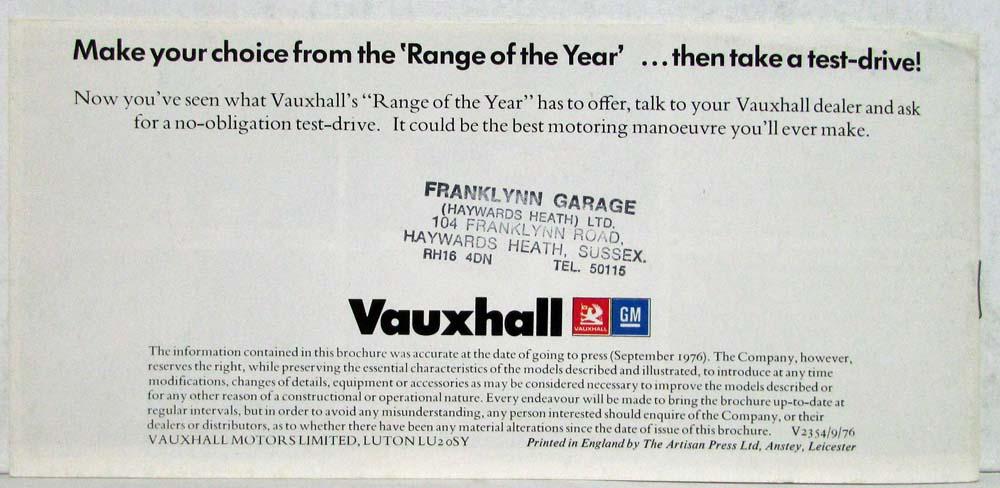 Make your choice from the 'Range of the Year' ...then take a test-drive!
Now you've seen what Vauxhall's "Range of the Year" has to offer, talk to your Vauxhall dealer and ask
for a no-obligation test-drive. It could be the best motoring manoeuvre you'll ever make.
FRANKLYNN GARAGE
(HAYWARDS HEATH) LTD.
104 FRANKLYNN ROAD,
HAYWARDS HEATH, SUSSEX.
RH16 4DN TEL. 50115
Vauxhall VAUXHALL GM
The information contained in this brochure was accurate at the date of going to press (September 1976). The Company, however,
reserves the right, while preserving the essential characteristics of the models described and illustrated, to introduce at any time
modifications, changes of details, equipment or accessories as may be considered necessary to improve the models described or
for any other reason of a constructional or operational nature. Every endeavour will be made to bring the brochure up-to-date at
regular intervals, but in order to avoid any misunderstanding, any person interested should enquire of the Company, or their
dealers or distributors, as to whether there have been any material alterations since the date of issue of this brochure. V2354/9/76
VAUXHALL MOTORS LIMITED, LUTON LU2 0SY Printed in England by The Artisan Press Ltd, Anstey, Leicester